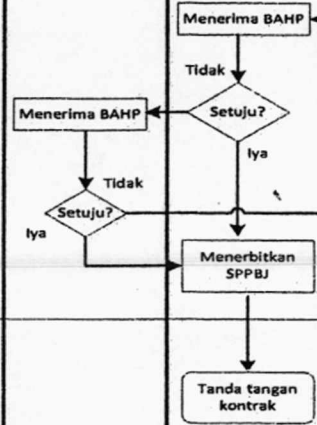 Menerima BAHP
Tidak
Setuju?
Menerima BAHP
Iya
Tidak
Setuju?
Iya
Menerbitkan
SPPBJ
Tanda tangan
kontrak